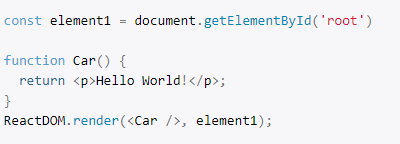 const element1 = document.getElementById('root')
function Car() {
return <p>Hello World!</p>;
}
ReactDOM.render(<Car />, element1);